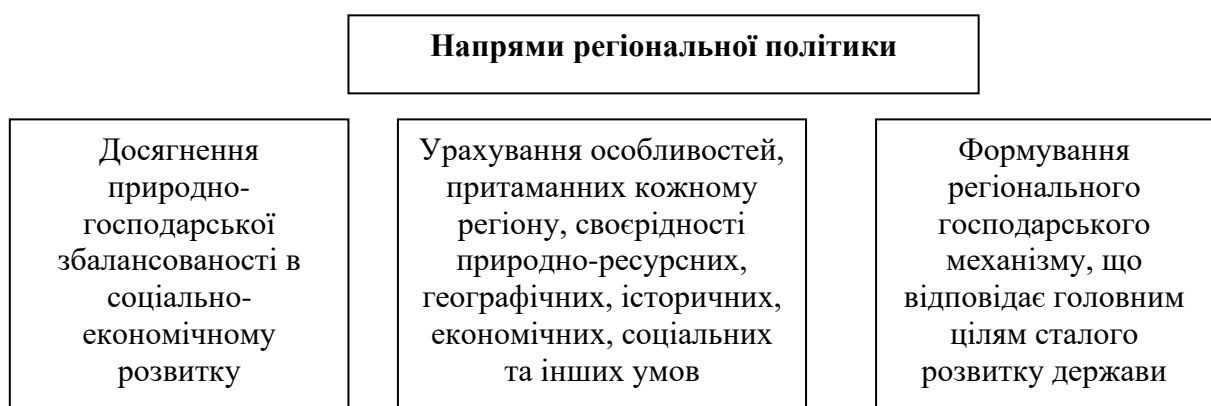 Напрями регіональної політики
Досягнення
природно-
господарської
збалансованості в
соціально-
економічному
розвитку
Урахування особливостей,
притаманних кожному
регіону, своєрідності
природно-ресурсних,
географічних, історичних,
економічних, соціальних
та інших умов
Формування
регіонального
господарського
механізму, що
відповідає головним
цілям сталого
розвитку держави